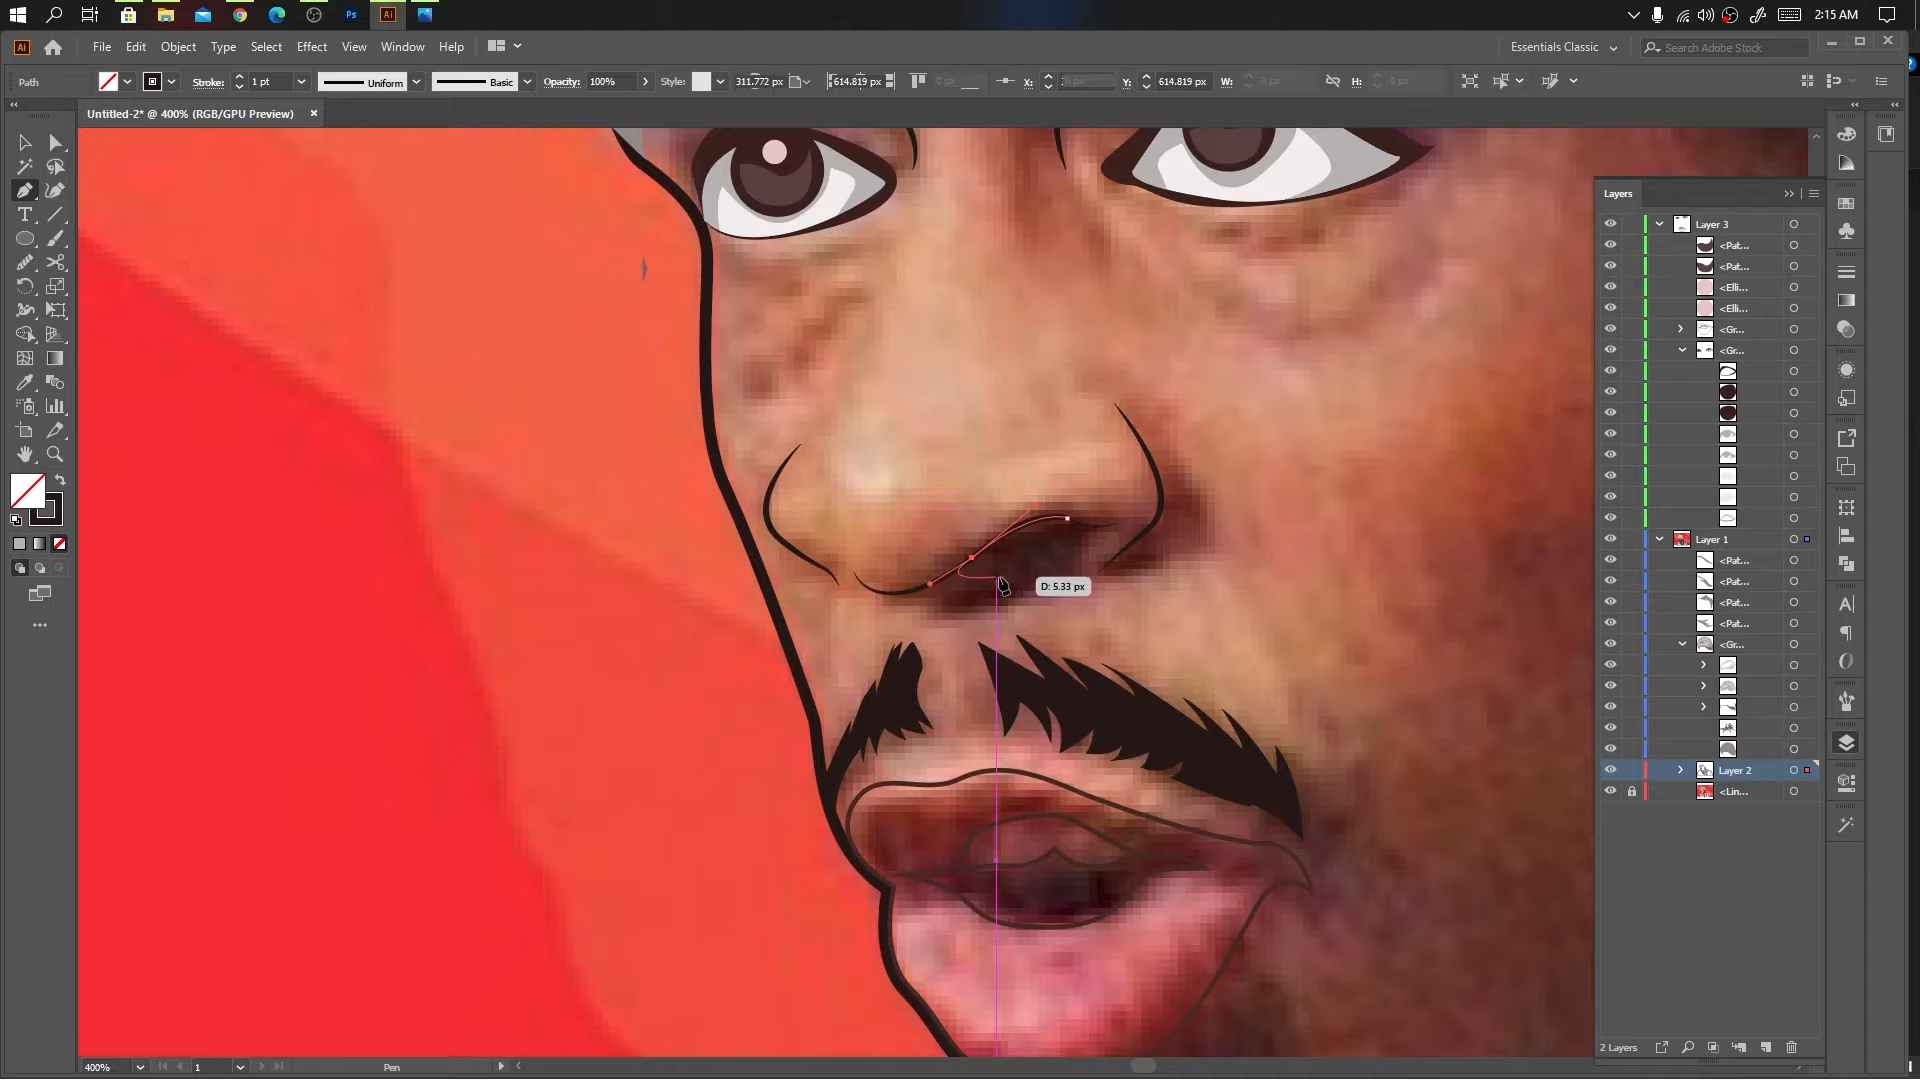 Ps
Ai
2:15 AM
Ai
File Edit Object Type Select Effect View Window Help
Essentials Classic
Search Adobe Stock
Path
Stroke: 1 pt
Uniform
Basic
Opacity: 100%
Style:
311.772 px
614.819 px
X:
Y: 614.819 px
W:
H:
Untitled-2* @ 400% (RGB/GPU Preview)
Layers
Layer 3
<Pat...
<Pat...
<Elli...
<Elli...
<Gr...
<Gr...
Layer 1
<Pat...
<Pat...
<Pat...
<Pat...
<Gr...
Layer 2
<Lin...
D: 5.33 px
2 Layers
400%
1
Pen